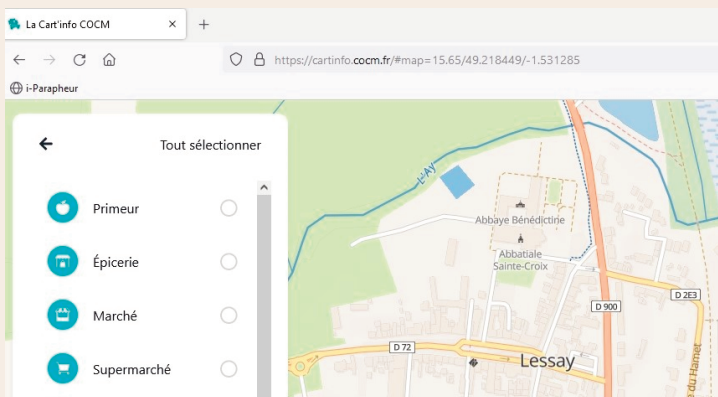 La Cart'info COCM
https://cartinfo.cocm.fr/#map=15.65/49.218449/-1.531285
i-Parapheur
Tout sélectionner
Primeur
Épicerie
Marché
Supermarché
L'Ay
Abbaye Bénédictine
Abbatiale
Sainte-Croix
D 2E3
D 900
D 72
Lessay
e du Hamet